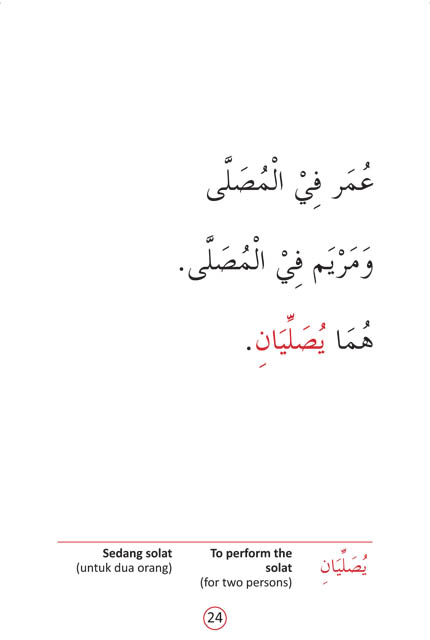 عُمَر فِيْ الْمُصَلَّى
وَمَرْيَم فِيْ الْمُصَلَّى.
هُمَا يُصَلِّيَانِ.
يُصَلِّيَانِ
To perform the
solat
(for two persons)
Sedang solat
(untuk dua orang)
24